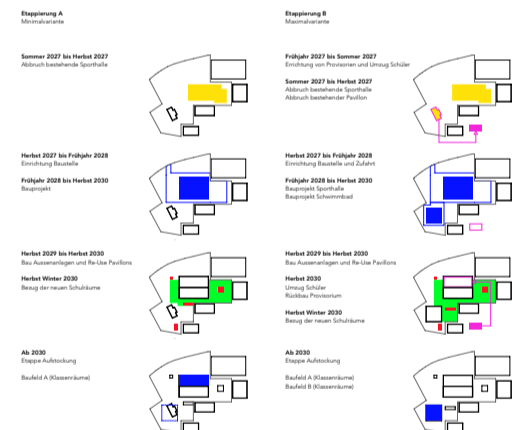 Etappierung A
Minimalvariante
Sommer 2027 bis Herbst 2027
Abbruch bestehende Sporthalle
Herbst 2027 bis Frühjahr 2028
Einrichtung Baustelle
Frühjahr 2028 bis Herbst 2030
Bauprojekt
Herbst 2029 bis Herbst 2030
Bau Aussenanlagen und Re-Use Pavillons
Herbst Winter 2030
Bezug der neuen Schulräume
Ab 2030
Etappe Aufstockung
Baufeld A (Klassenräume)
Etappierung B
Maximalvariante
Frühjahr 2027 bis Sommer 2027
Errichtung von Provisorien und Umzug Schüler
Sommer 2027 bis Herbst 2027
Abbruch bestehende Sporthalle
Abbruch bestehender Pavillon
Herbst 2027 bis Frühjahr 2028
Einrichtung Baustelle und Zufahrt
Frühjahr 2028 bis Herbst 2030
Bauprojekt Sporthalle
Bauprojekt Schwimmbad
Herbst 2029 bis Herbst 2030
Bau Aussenanlagen und Re-Use Pavillons
Herbst 2030
Umzug Schüler
Rückbau Provisorium
Herbst Winter 2030
Bezug der neuen Schulräume
Ab 2030
Etappe Aufstockung
Baufeld A (Klassenräume)
Baufeld B (Klassenräume)